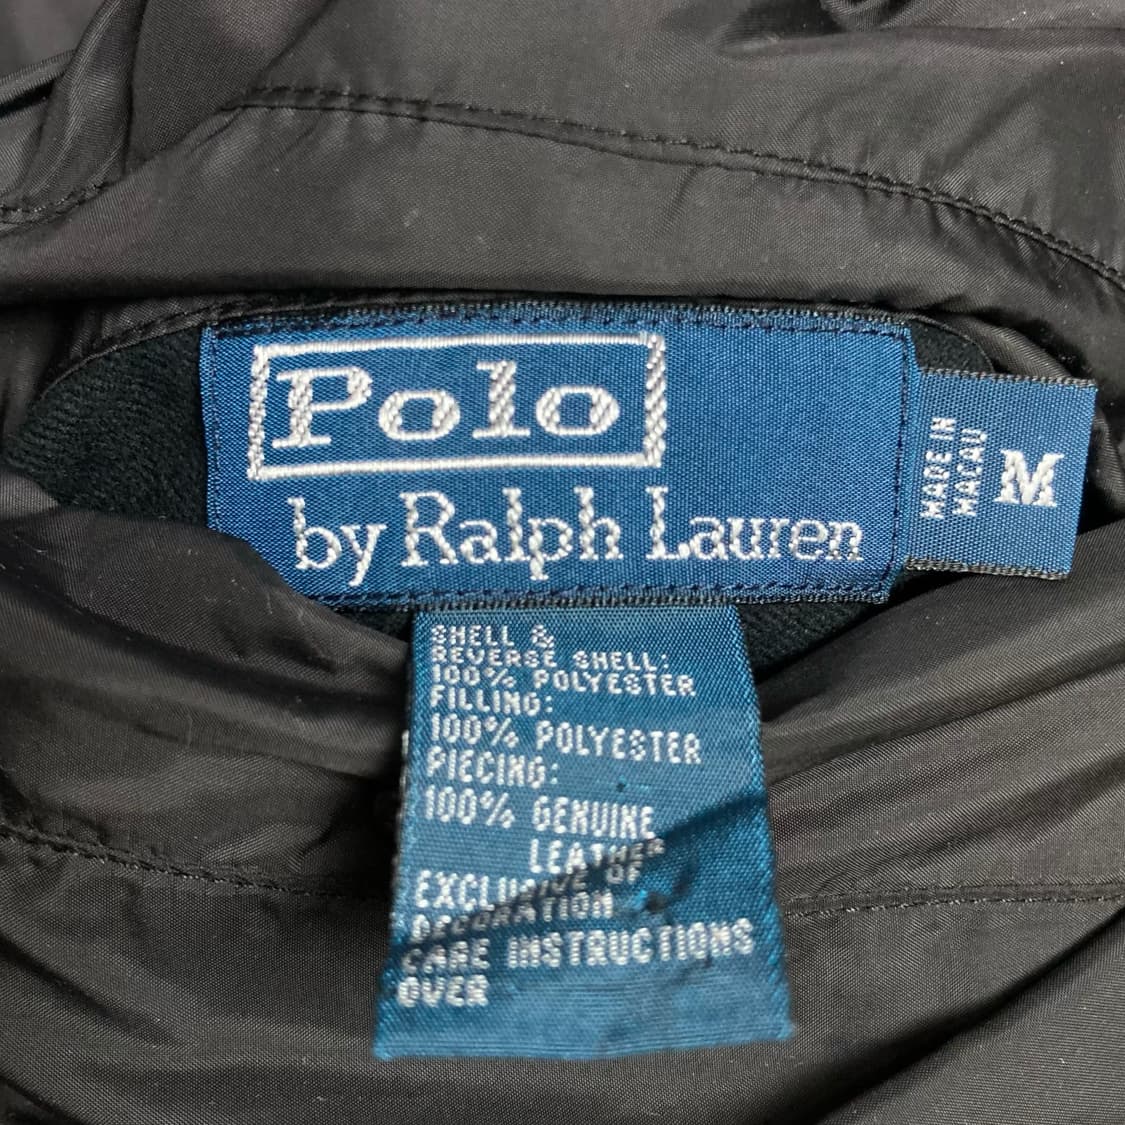 Polo
by Ralph Lauren
MADE IN
MACAU
M
SHELL &
REVERSE SHELL:
100% POLYESTER
FILLING:
100% POLYESTER
PIECING:
100% GENUINE
LEATHER
EXCLUSIVE OF
DECORATION
CARE INSTRUCTIONS
OVER